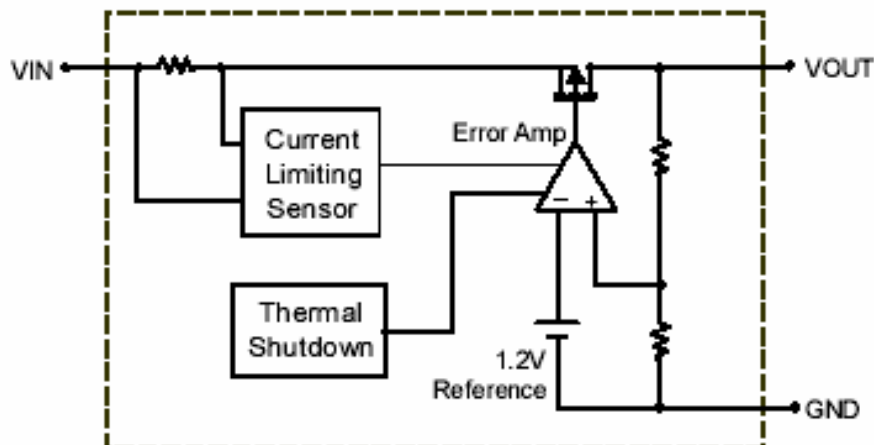 VIN
VOUT
Current
Limiting
Sensor
Error Amp
− +
Thermal
Shutdown
1.2V
Reference
GND